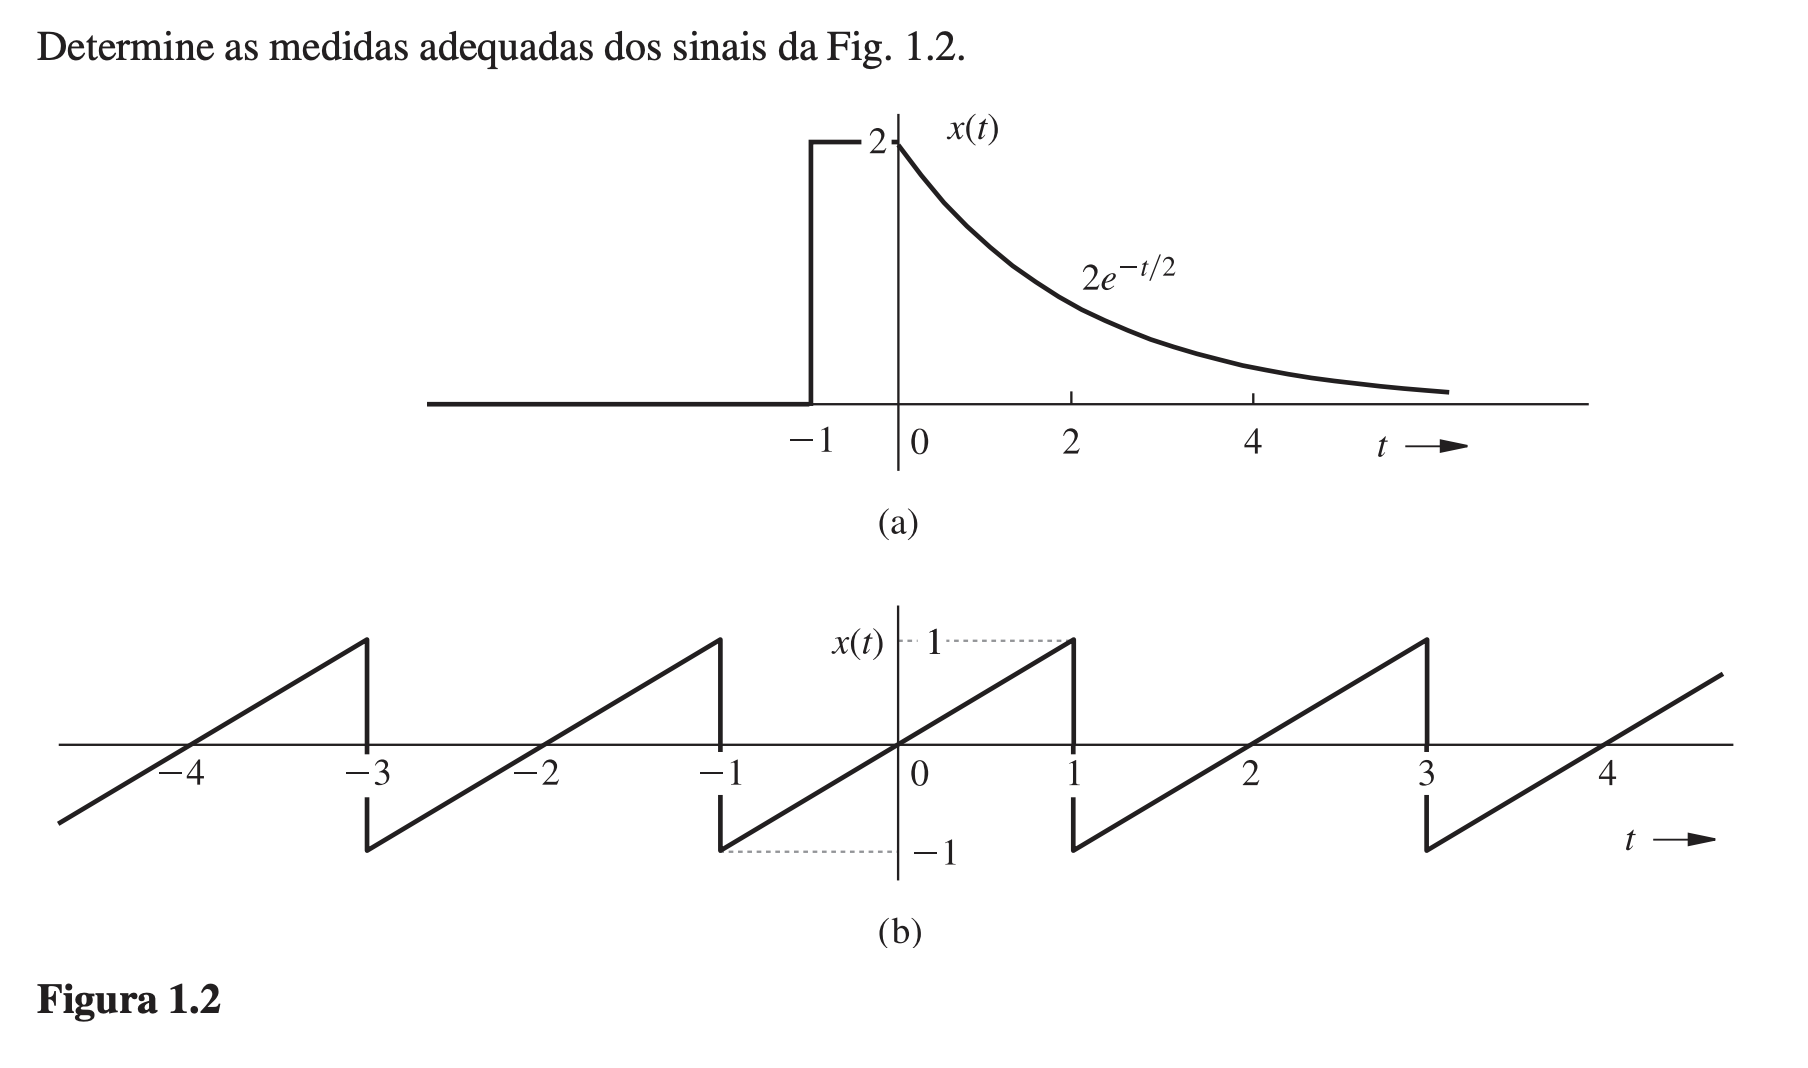 Determine as medidas adequadas dos sinais da Fig. 1.2.
2 x(t)
2e^{−t/2}
−1 0 2 4 t
(a)
x(t) 1
−4 −3 −2 −1 0 1 2 3 4
t
−1
(b)
Figura 1.2